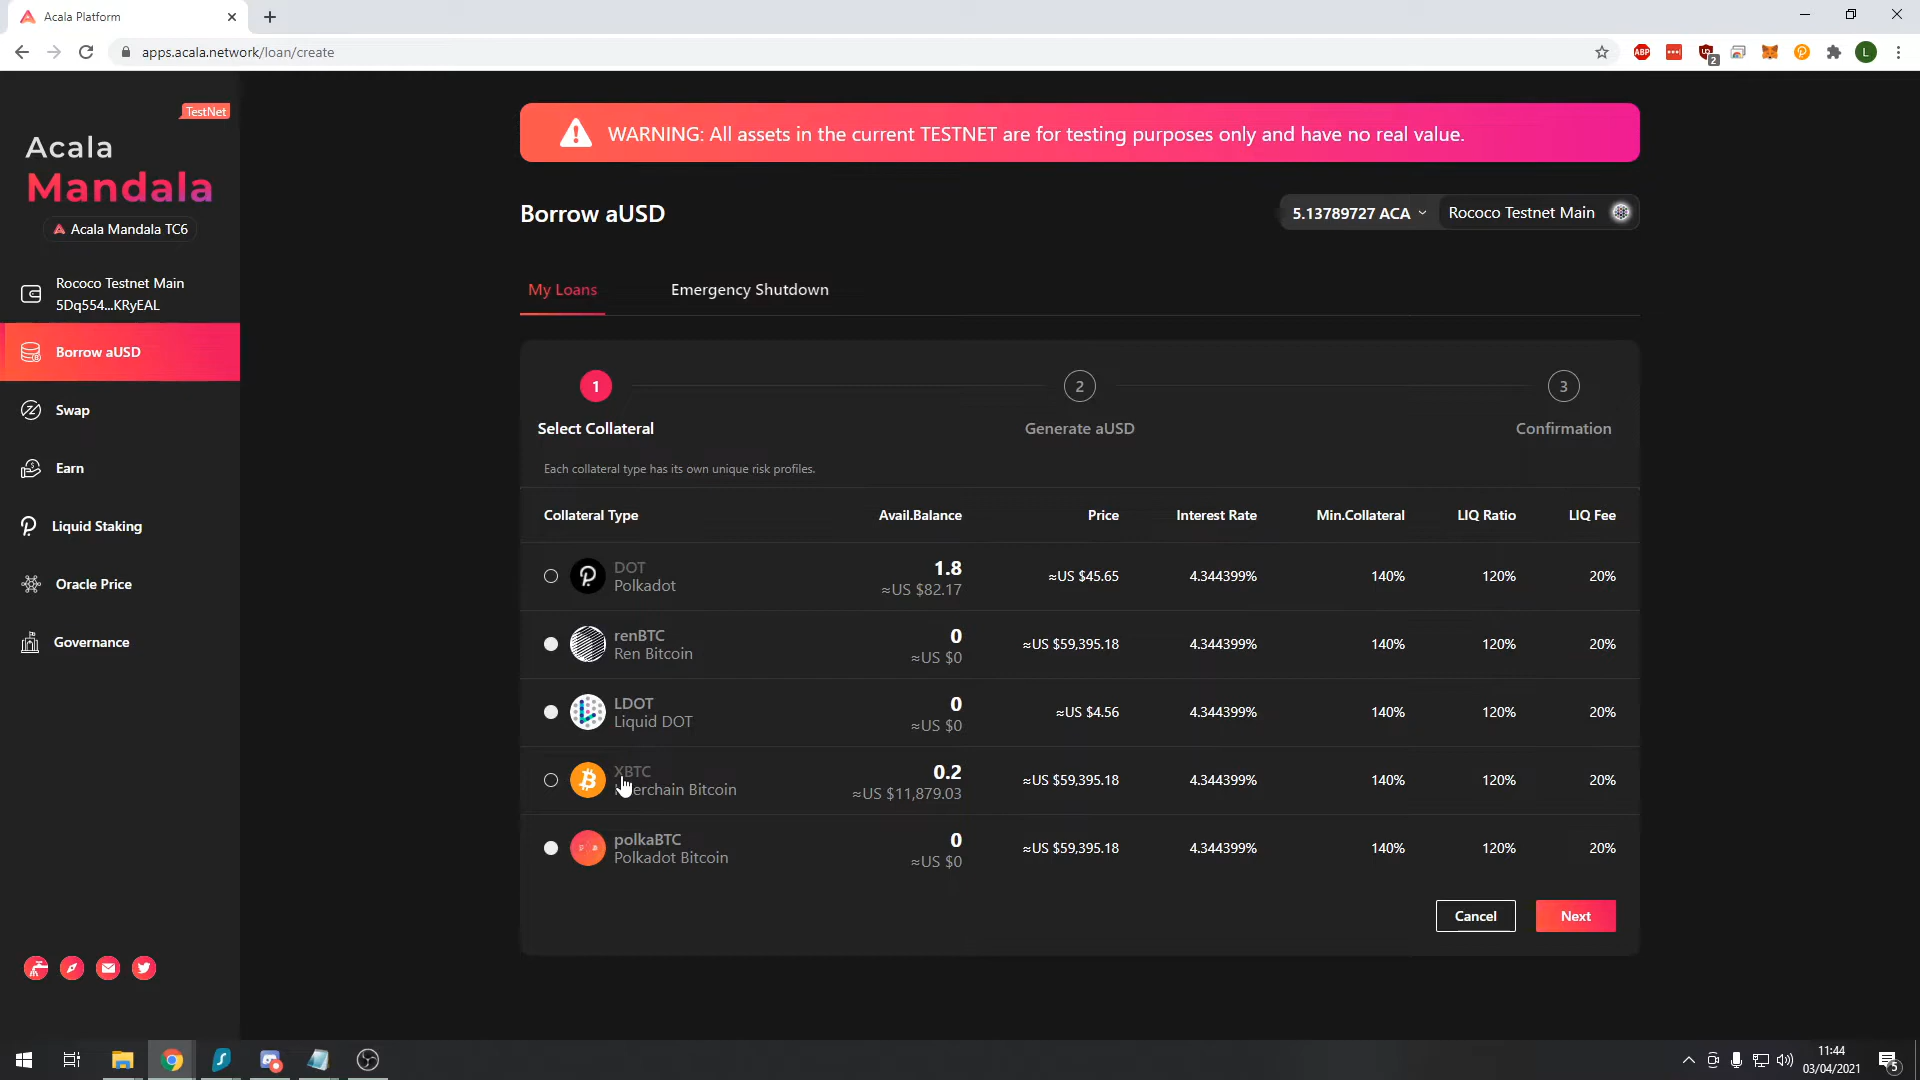 Acala Platform
apps.acala.network/loan/create
ABP
2
L
TestNet
Acala
Mandala
Acala Mandala TC6
Rococo Testnet Main
5Dq554...KRyEAL
Borrow aUSD
Swap
Earn
Liquid Staking
Oracle Price
Governance
WARNING: All assets in the current TESTNET are for testing purposes only and have no real value.
Borrow aUSD
5.13789727 ACA
Rococo Testnet Main
My Loans
Emergency Shutdown
1
2
3
Select Collateral
Generate aUSD
Confirmation
Each collateral type has its own unique risk profiles.
Collateral Type Avail.Balance Price Interest Rate Min.Collateral LIQ Ratio LIQ Fee
DOT
Polkadot
1.8
≈US $82.17
≈US $45.65 4.344399% 140% 120% 20%
renBTC
Ren Bitcoin
0
≈US $0
≈US $59,395.18 4.344399% 140% 120% 20%
LDOT
Liquid DOT
0
≈US $0
≈US $4.56 4.344399% 140% 120% 20%
XBTC
erchain Bitcoin
0.2
≈US $11,879.03
≈US $59,395.18 4.344399% 140% 120% 20%
polkaBTC
Polkadot Bitcoin
0
≈US $0
≈US $59,395.18 4.344399% 140% 120% 20%
Cancel
Next
11:44
03/04/2021
5